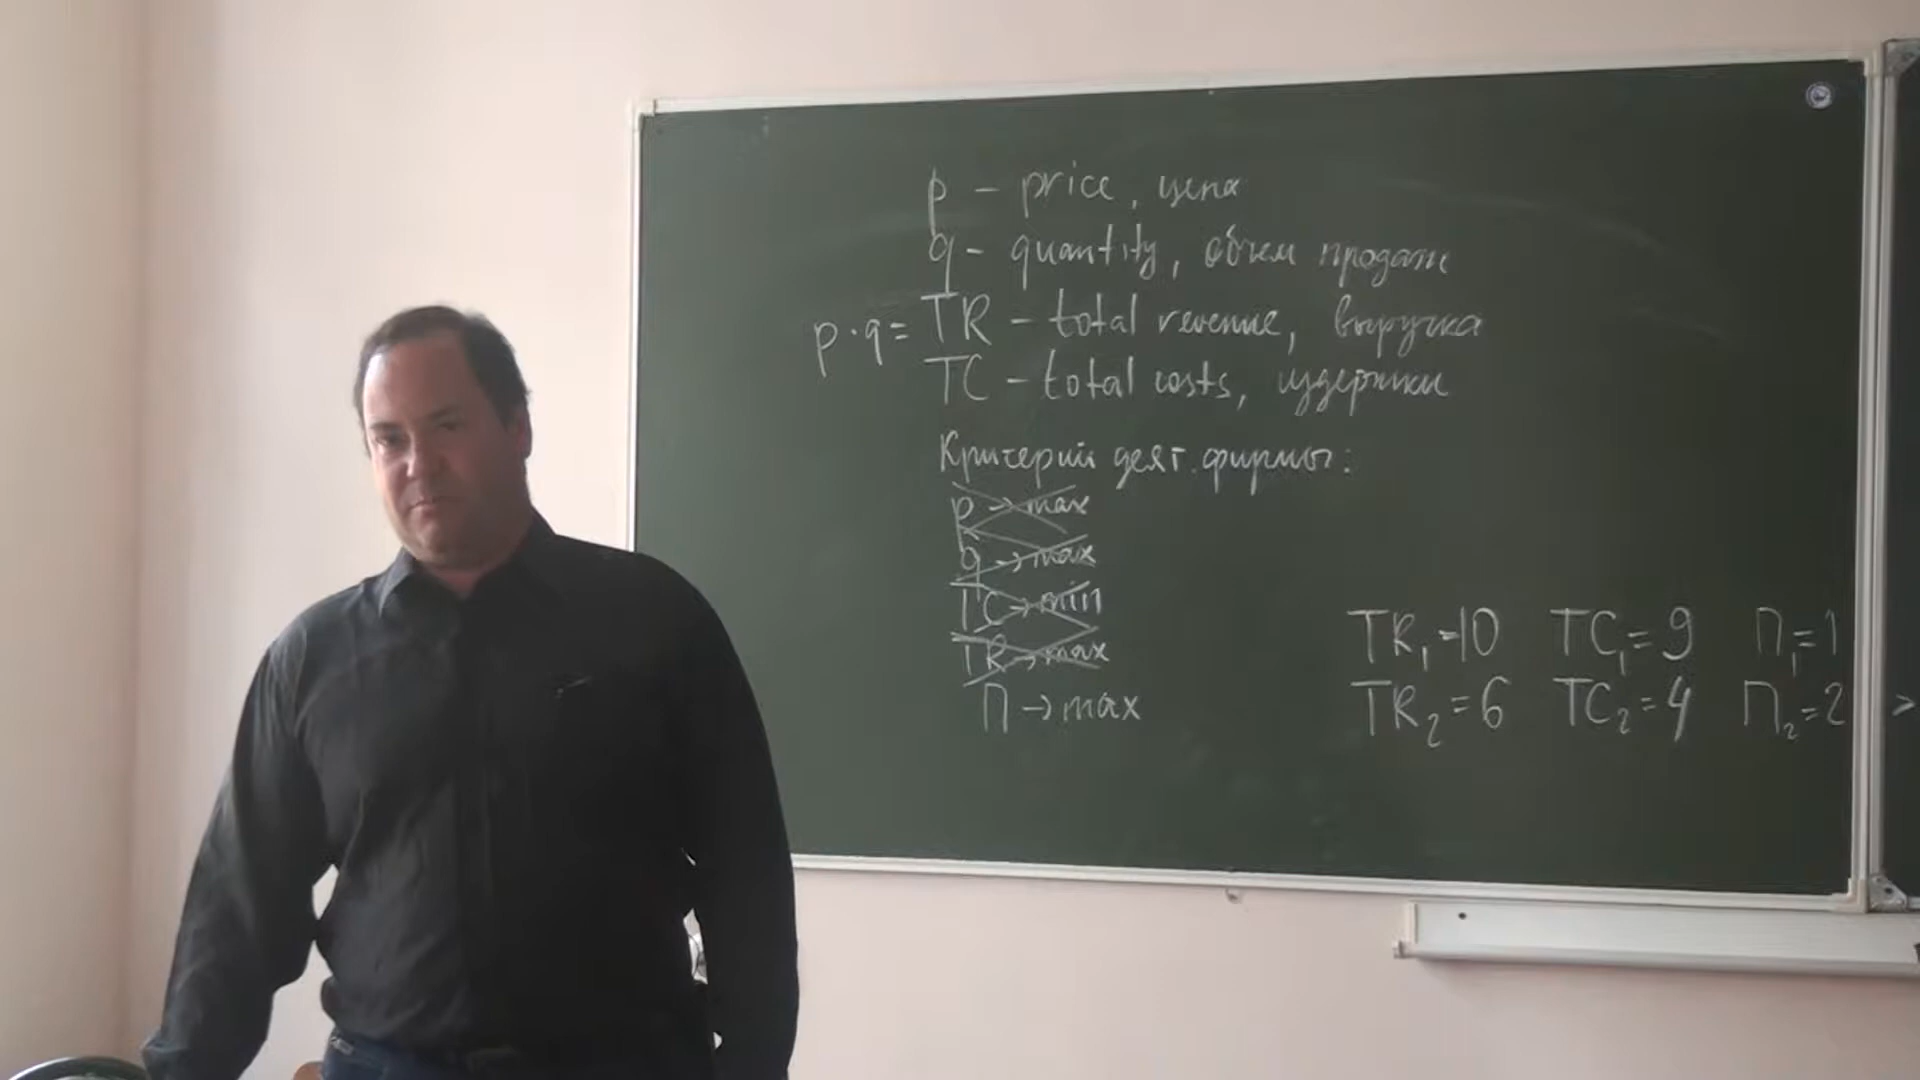 p – price, цена
q – quantity, объем продаж
p·q = TR – total revenue, выручка
TC – total costs, издержки
Критерий деят. фирмы:
p → max
q → max
TC → min
TR → max
П → max
TR₁=10 TC₁=9 П₁=1
TR₂=6 TC₂=4 П₂=2 >